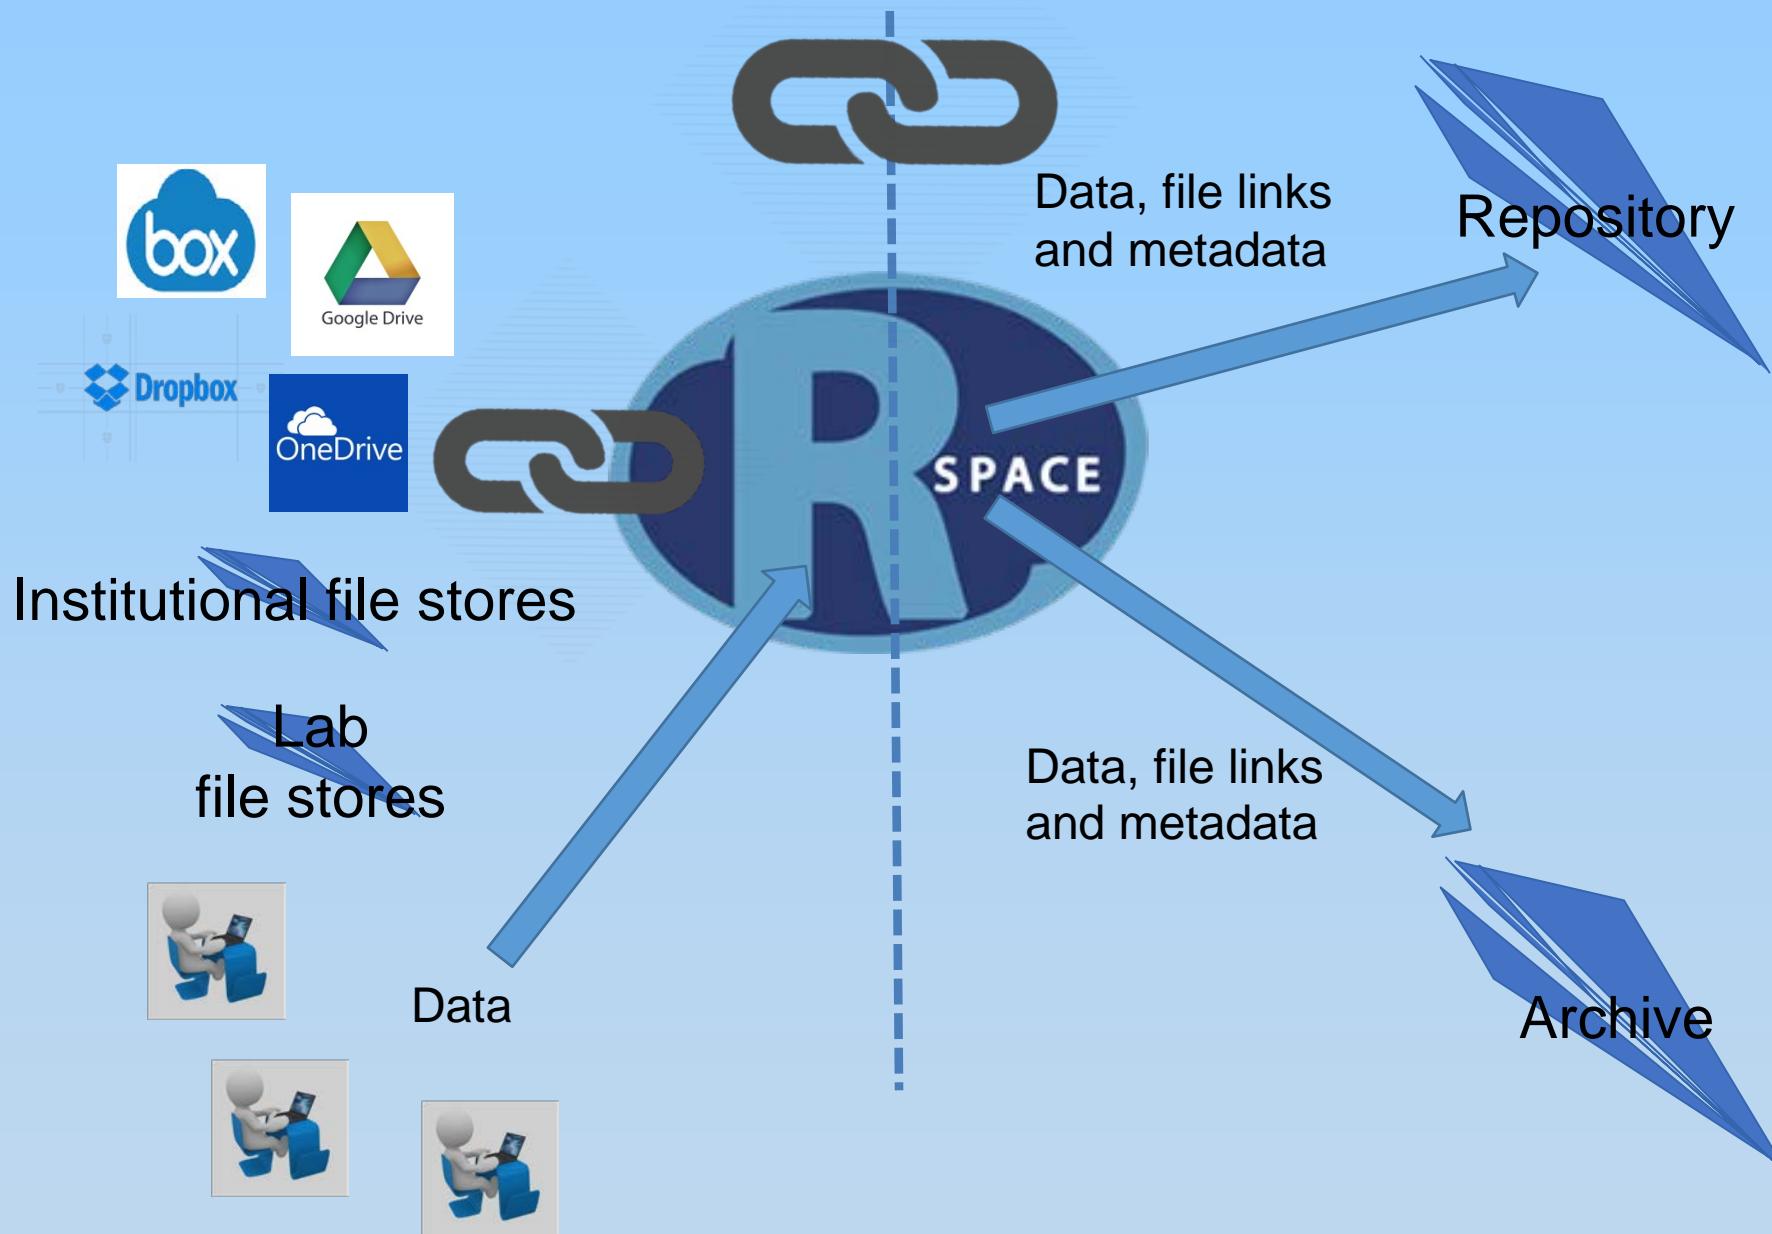 Data, file links
and metadata
Repository
box
Google Drive
Dropbox
OneDrive
R
SPACE
Institutional file stores
Lab
file stores
Data, file links
and metadata
Data
Archive